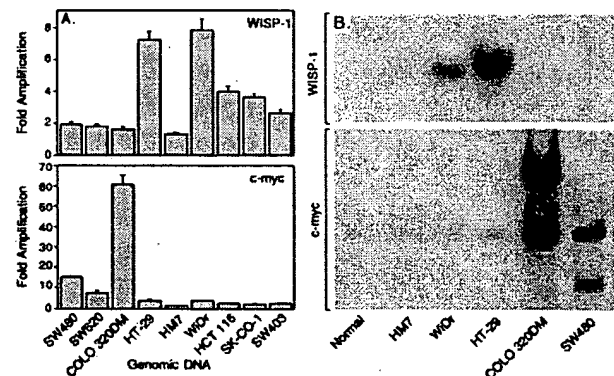 A.
WISP-1
Fold Amplification
8
6
4
2
0
c-myc
Fold Amplification
70
60
50
40
30
20
10
0
SW480
SW620
COLO 320DM
HT-29
HM7
WiDr
HCT 116
SK-CO-1
SW403
Genomic DNA
B.
WISP-1
c-myc
Normal
HM7
WiDr
HT-29
COLO 320DM
SW480